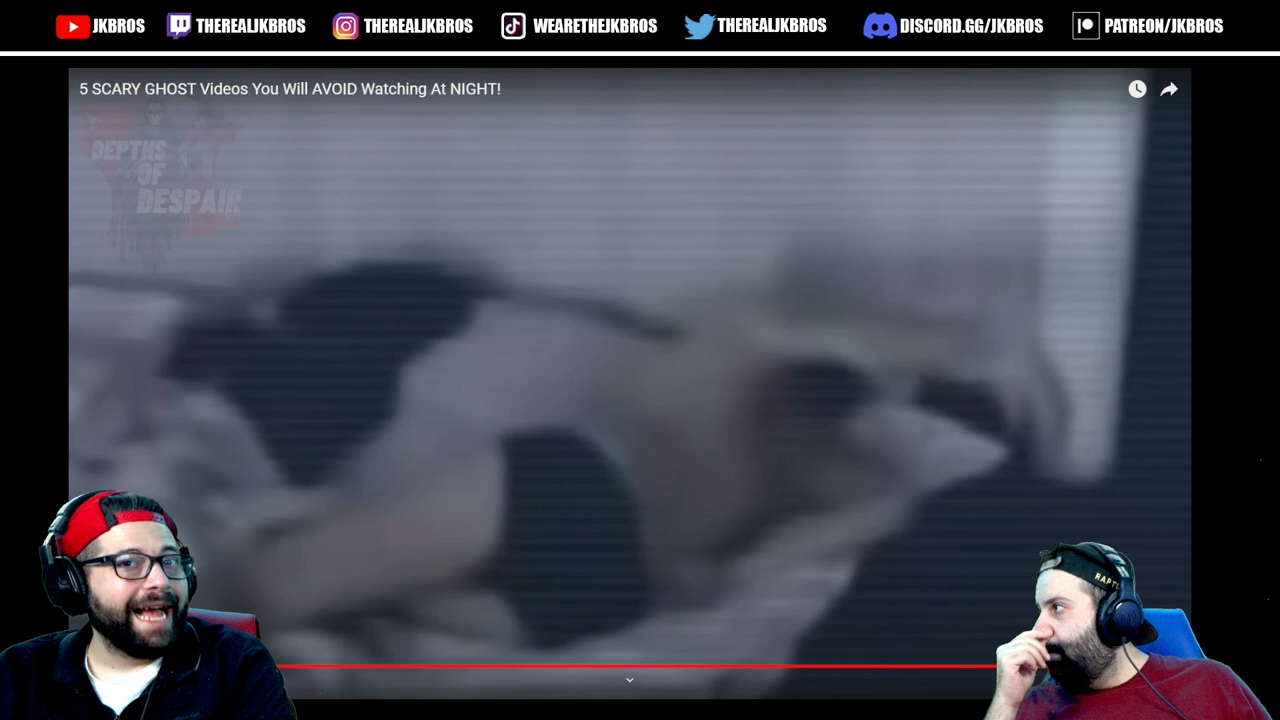 JKBROS
THEREALJKBROS
THEREALJKBROS
WEARETHEJKBROS
THEREALJKBROS
DISCORD.GG/JKBROS
PATREON/JKBROS
5 SCARY GHOST Videos You Will AVOID Watching At NIGHT!
DEPTHS
OF
DESPAIR